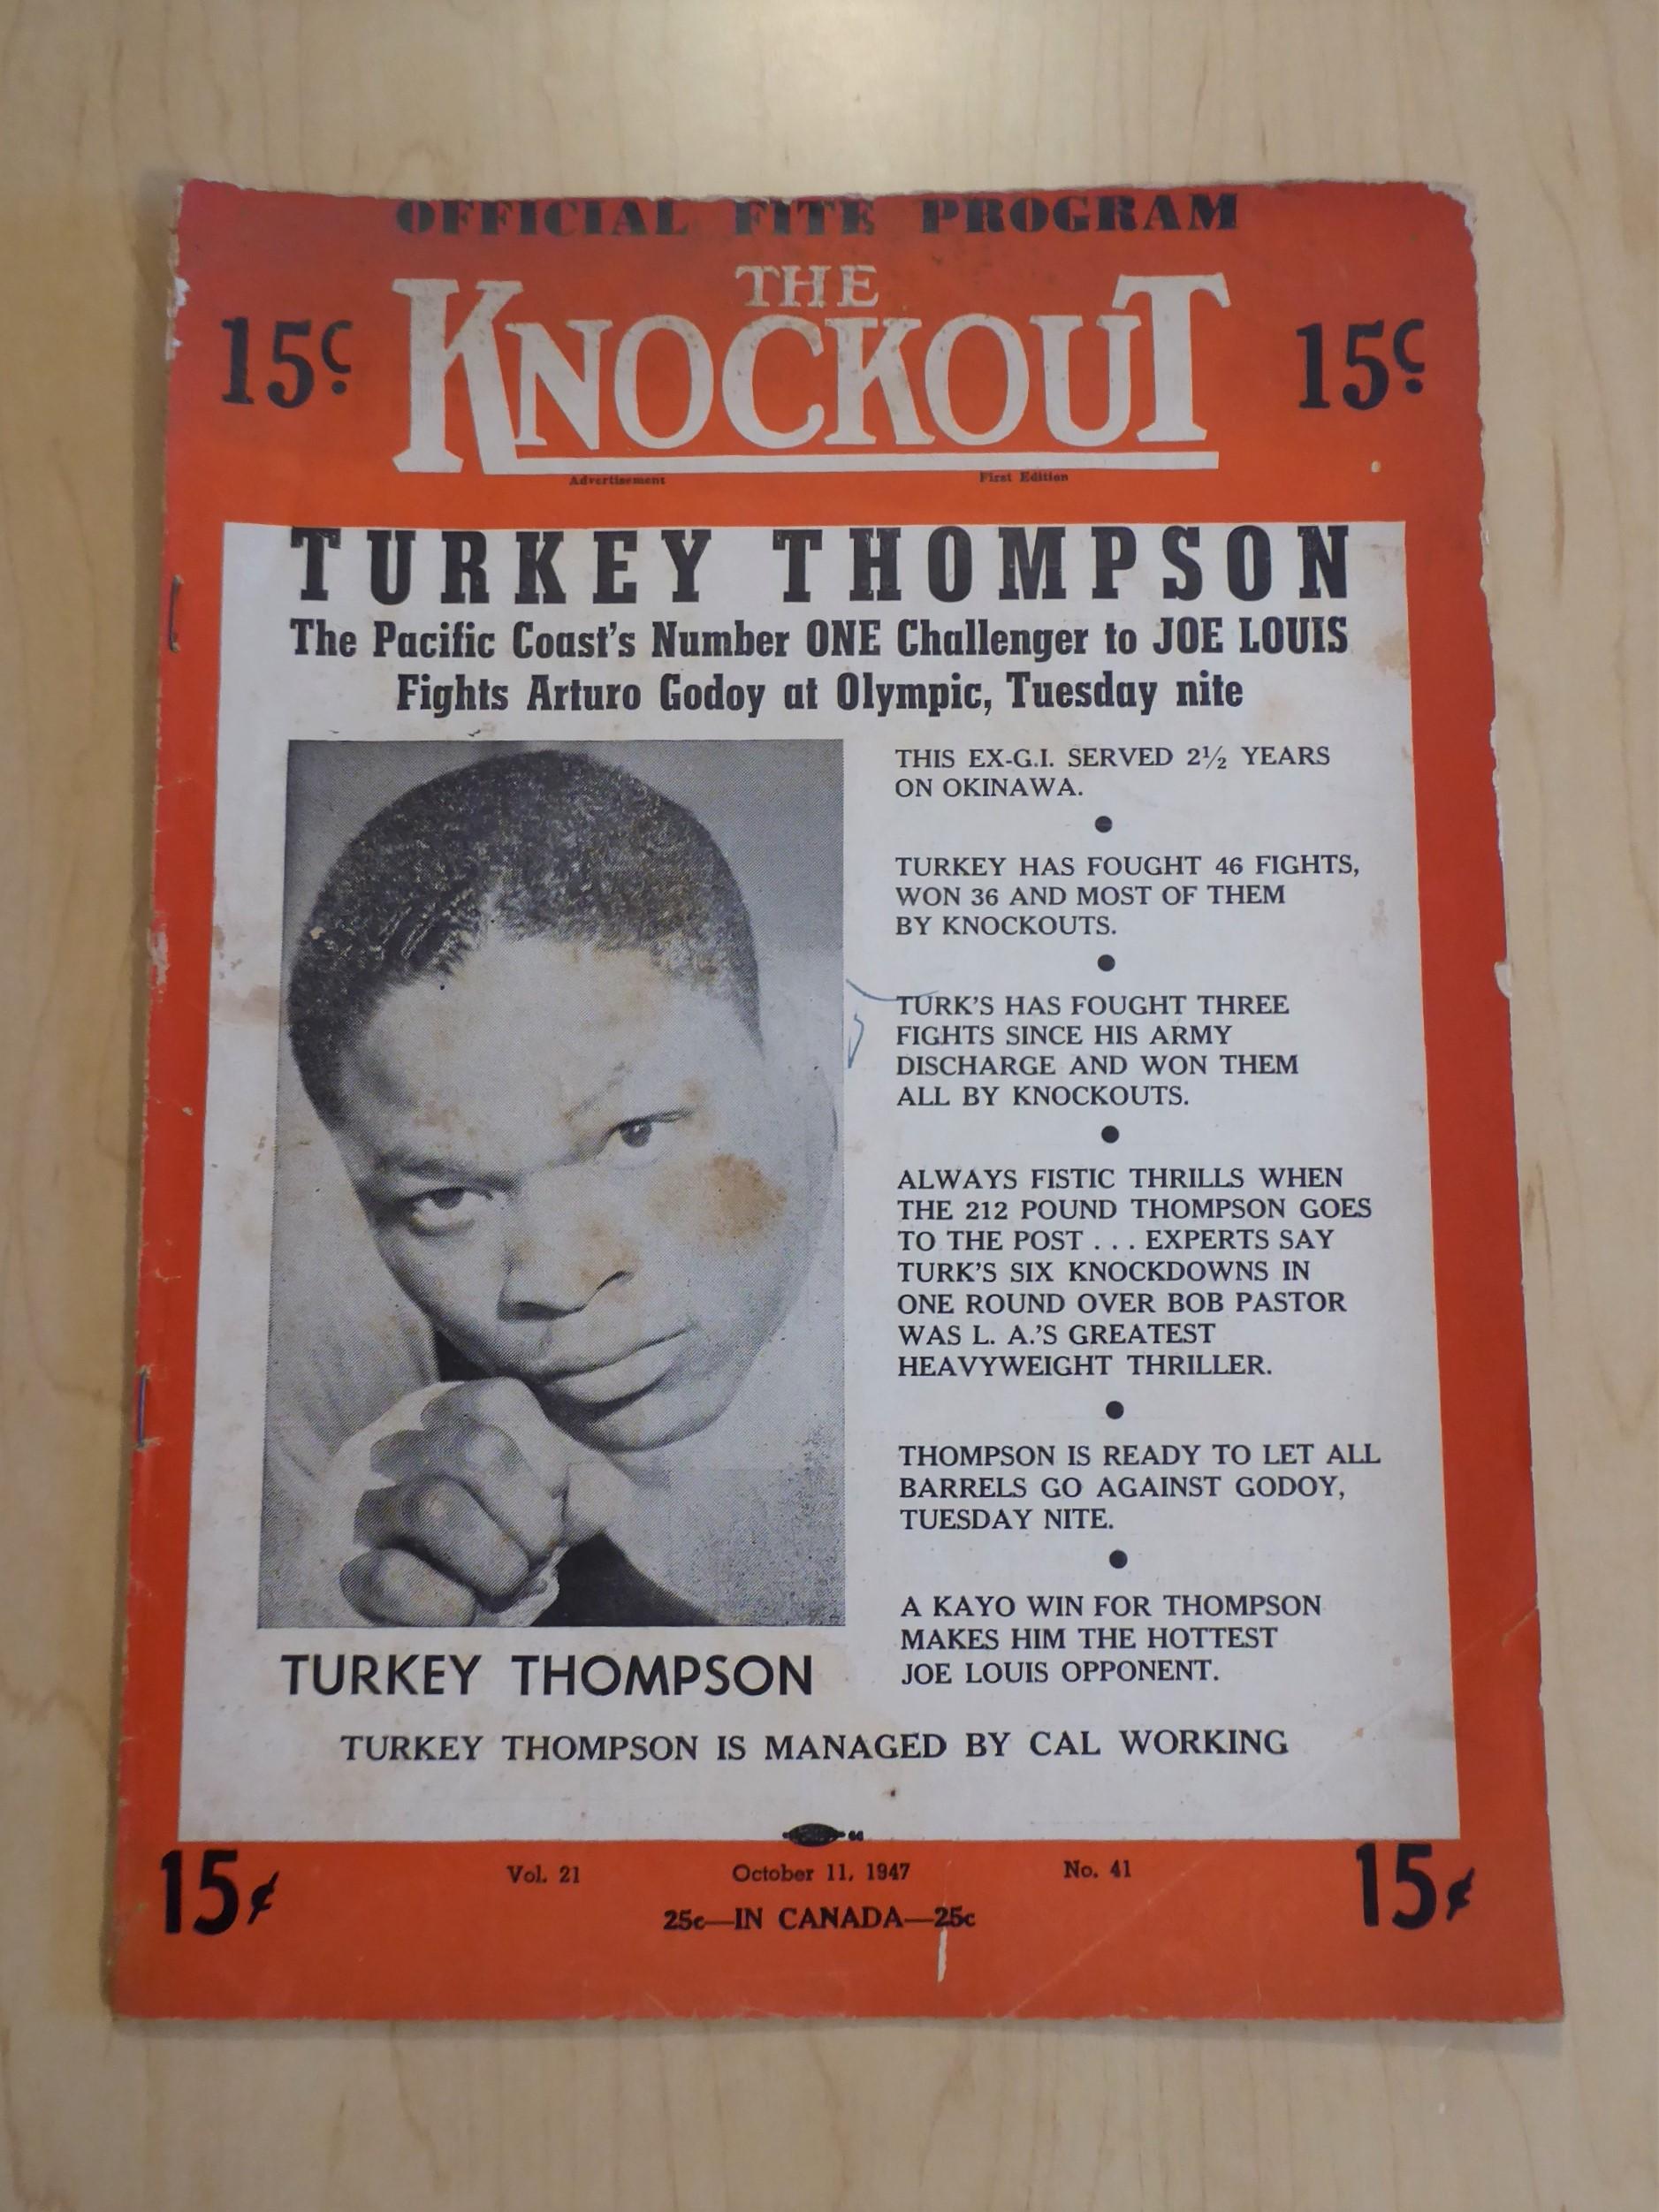 OFFICIAL FITE PROGRAM
THE
15¢ KNOCKOUT 15¢
Advertisement First Edition
TURKEY THOMPSON
The Pacific Coast's Number ONE Challenger to JOE LOUIS
Fights Arturo Godoy at Olympic, Tuesday nite
THIS EX-G.I. SERVED 2½ YEARS
ON OKINAWA.
TURKEY HAS FOUGHT 46 FIGHTS,
WON 36 AND MOST OF THEM
BY KNOCKOUTS.
TURK'S HAS FOUGHT THREE
FIGHTS SINCE HIS ARMY
DISCHARGE AND WON THEM
ALL BY KNOCKOUTS.
ALWAYS FISTIC THRILLS WHEN
THE 212 POUND THOMPSON GOES
TO THE POST . . . EXPERTS SAY
TURK'S SIX KNOCKDOWNS IN
ONE ROUND OVER BOB PASTOR
WAS L. A.'S GREATEST
HEAVYWEIGHT THRILLER.
THOMPSON IS READY TO LET ALL
BARRELS GO AGAINST GODOY,
TUESDAY NITE.
A KAYO WIN FOR THOMPSON
MAKES HIM THE HOTTEST
JOE LOUIS OPPONENT.
TURKEY THOMPSON
TURKEY THOMPSON IS MANAGED BY CAL WORKING
15¢ Vol. 21 October 11, 1947 No. 41 15¢
25c—IN CANADA—25c